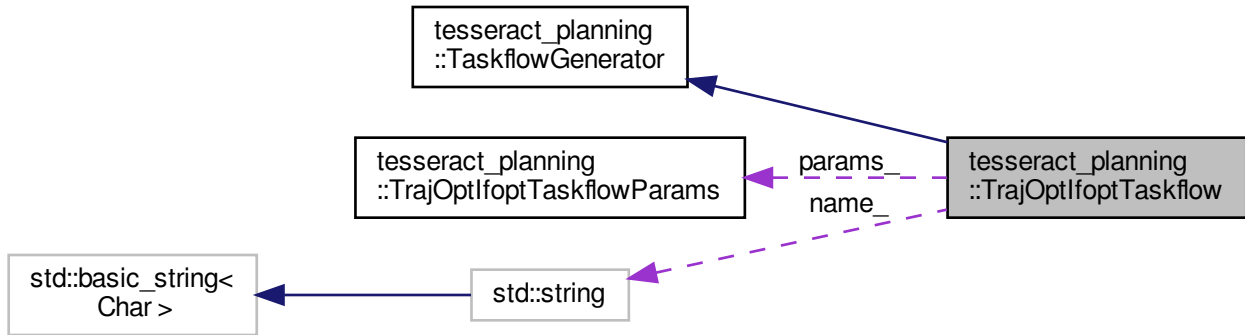 tesseract_planning
::TaskflowGenerator
tesseract_planning
::TrajOptIfoptTaskflowParams
params_
name_
tesseract_planning
::TrajOptIfoptTaskflow
std::basic_string<
Char >
std::string